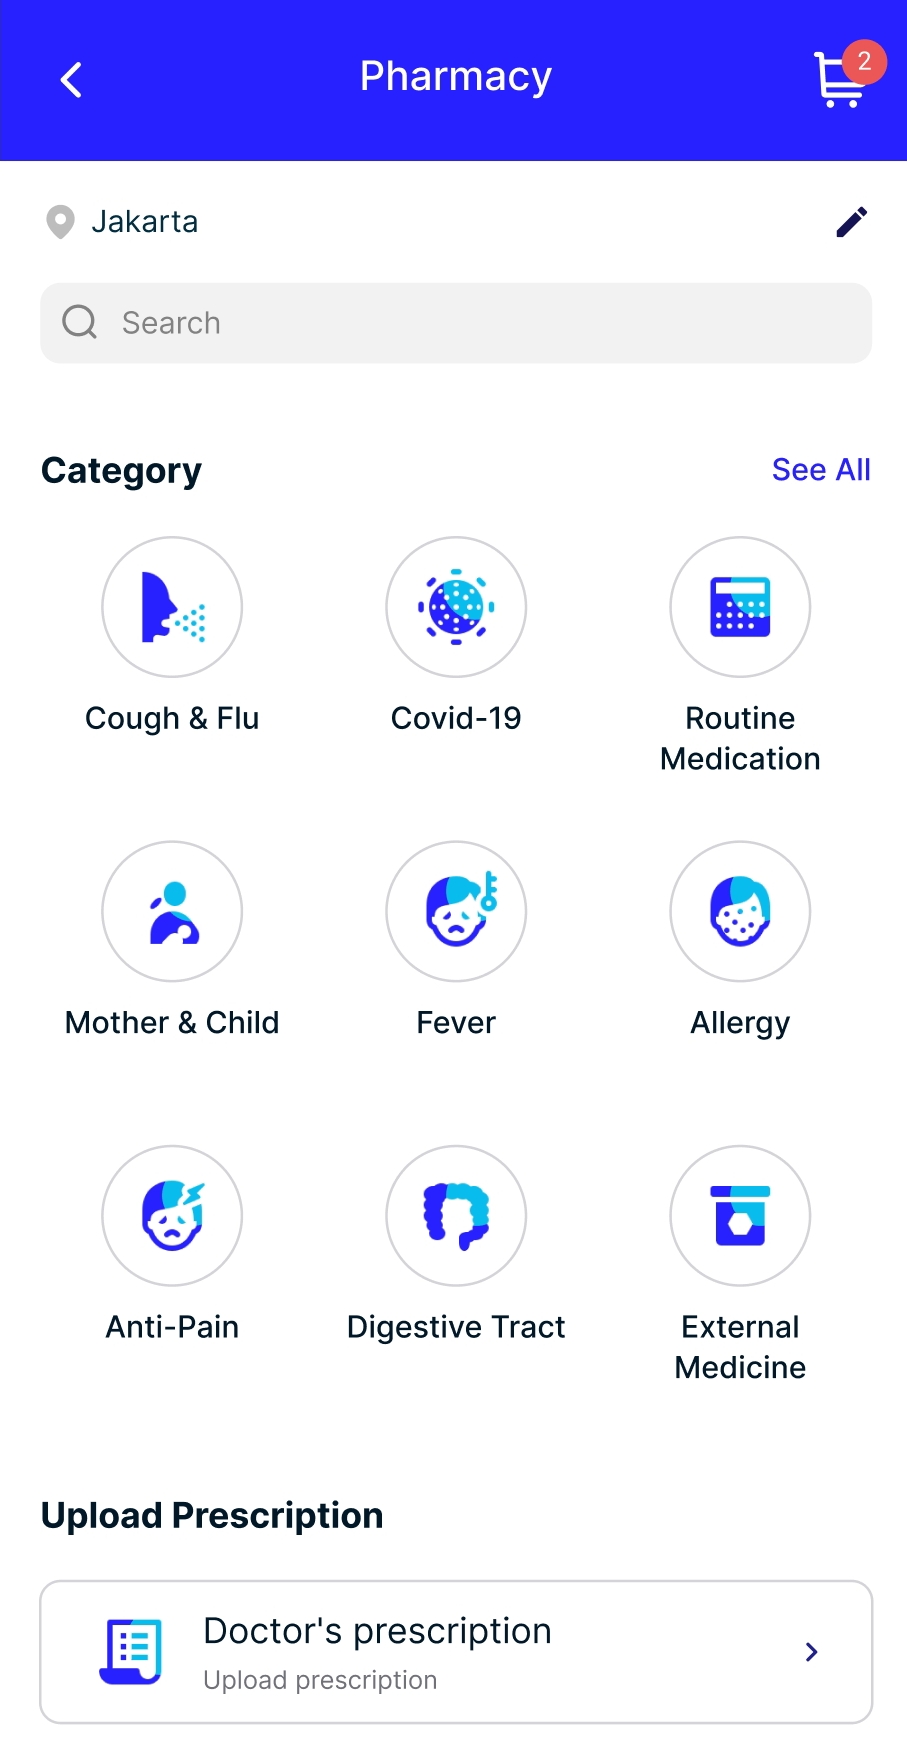 Pharmacy
2
Jakarta
Search
Category
See All
Cough & Flu
Covid-19
Routine
Medication
Mother & Child
Fever
Allergy
Anti-Pain
Digestive Tract
External
Medicine
Upload Prescription
Doctor's prescription
Upload prescription